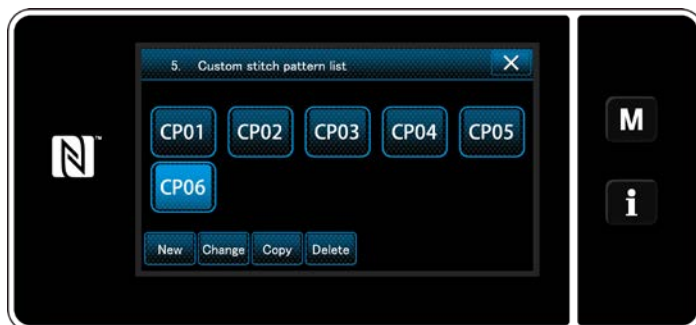 5. Custom stitch pattern list
CP01 CP02 CP03 CP04 CP05
CP06
New Change Copy Delete
N
M
i